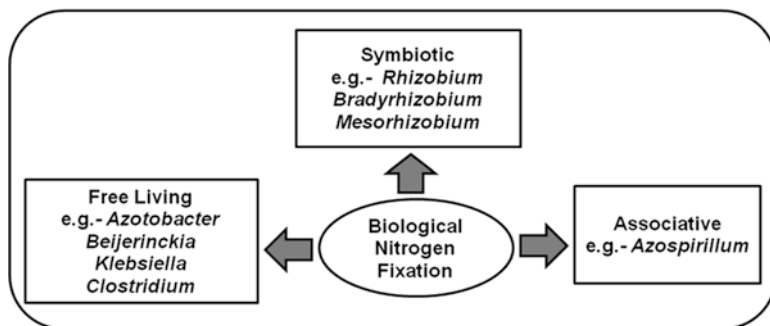 Symbiotic
e.g.- Rhizobium
Bradyrhizobium
Mesorhizobium
Free Living
e.g.- Azotobacter
Beijerinckia
Klebsiella
Clostridium
Biological
Nitrogen
Fixation
Associative
e.g.- Azospirillum